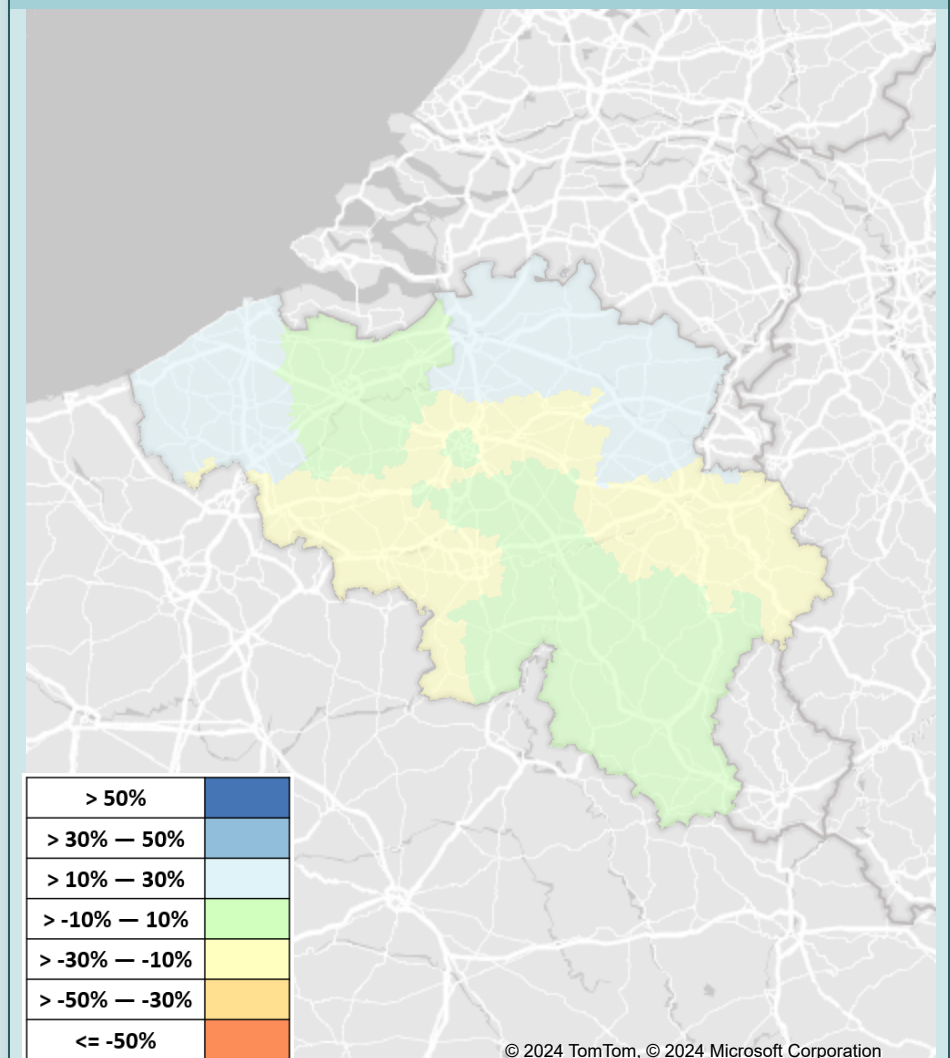 > 50%
> 30% — 50%
> 10% — 30%
> -10% — 10%
> -30% — -10%
> -50% — -30%
<= -50%
© 2024 TomTom, © 2024 Microsoft Corporation